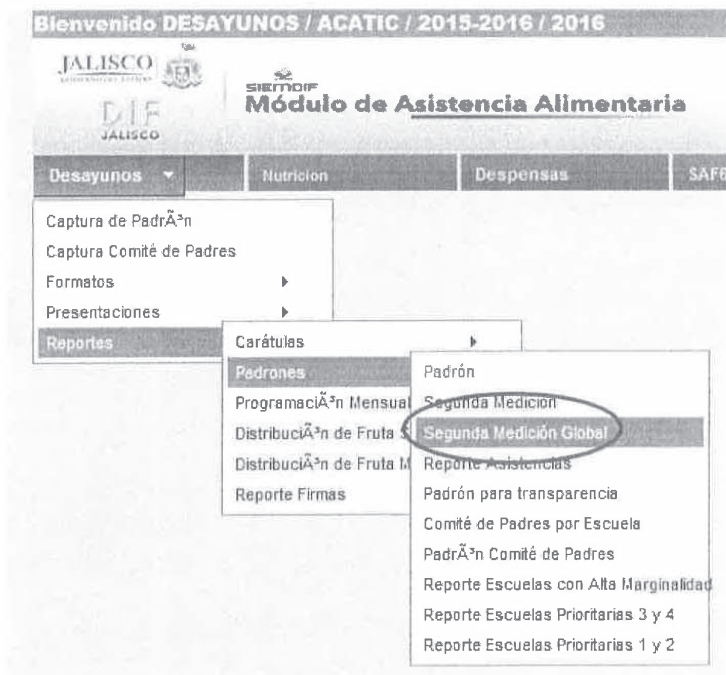 Bienvenido DESAYUNOS / ACATIC / 2015-2016 / 2016
JALISCO
DIF
JALISCO
SIEMDIF
Módulo de Asistencia Alimentaria
Desayunos
Nutricion
Despensas
Captura de PadrÃ³n
Captura Comité de Padres
Formatos
Presentaciones
Reportes
Carátulas
Padrones
ProgramaciÃ³n Mensual
DistribuciÃ³n de Fruta
DistribuciÃ³n de Fruta M
Reporte Firmas
Padrón
Segunda Medición
Segunda Medición Global
Reporte Asistencias
Padrón para transparencia
Comité de Padres por Escuela
PadrÃ³n Comité de Padres
Reporte Escuelas con Alta Marginalidad
Reporte Escuelas Prioritarias 3 y 4
Reporte Escuelas Prioritarias 1 y 2